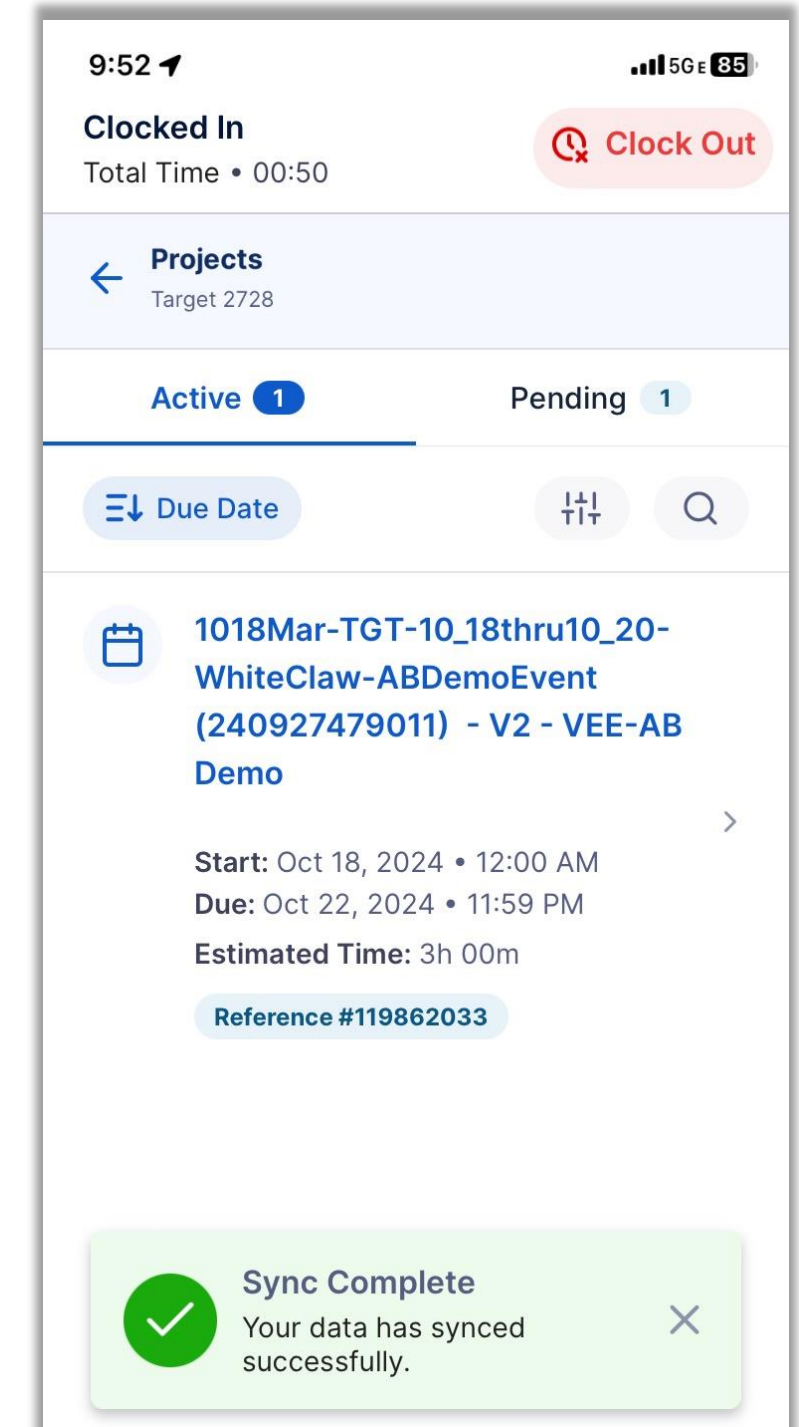 9:52 5GE 85
Clocked In
Total Time • 00:50
Clock Out
Projects
Target 2728
Active 1
Pending 1
Due Date
1018Mar-TGT-10_18thru10_20-
WhiteClaw-ABDemoEvent
(240927479011)  - V2 - VEE-AB
Demo
Start: Oct 18, 2024 • 12:00 AM
Due: Oct 22, 2024 • 11:59 PM
Estimated Time: 3h 00m
Reference #119862033
Sync Complete
Your data has synced
successfully.